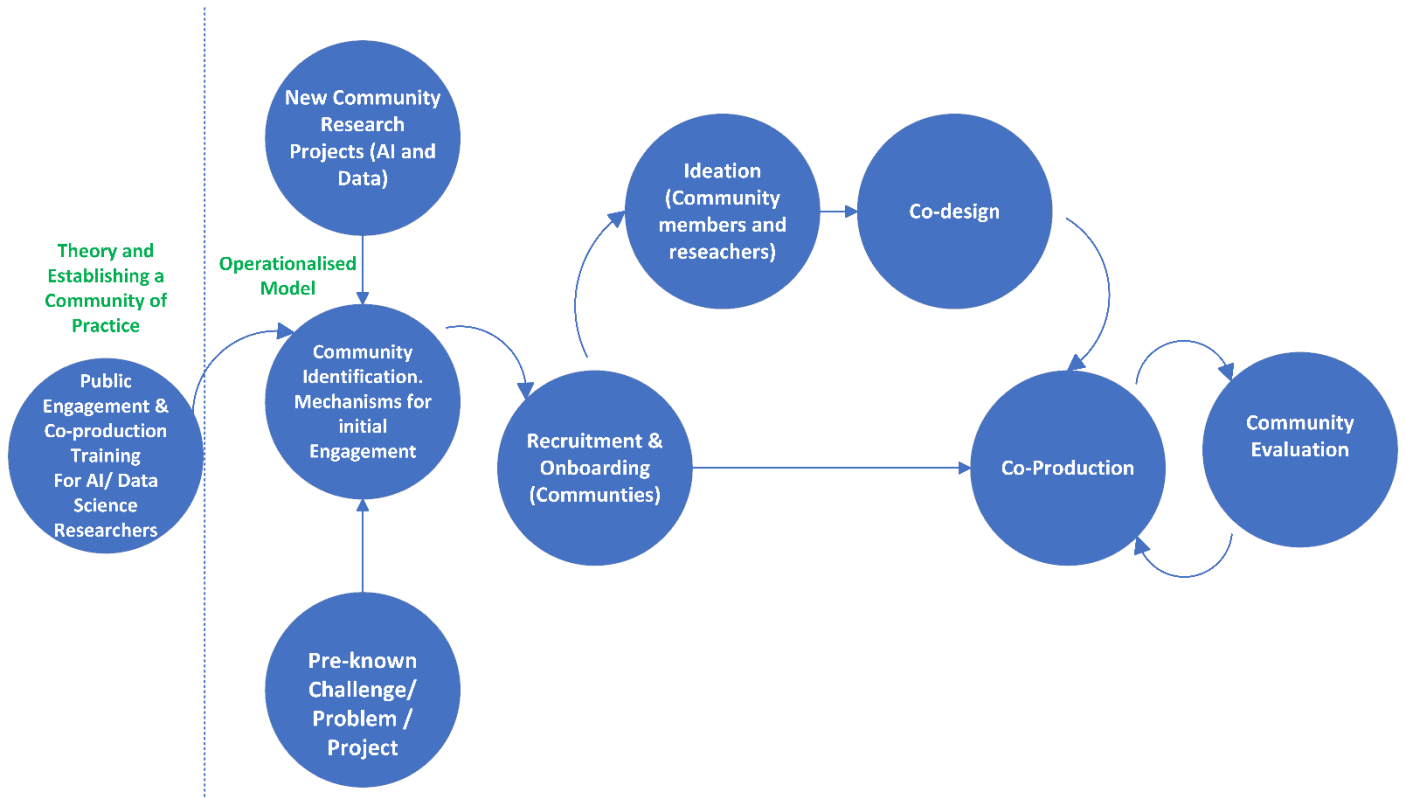 Theory and
Establishing a
Community of
Practice
Public
Engagement &
Co-production
Training
For AI/ Data
Science
Researchers
Operationalised
Model
New Community
Research
Projects (AI and
Data)
Community
Identification.
Mechanisms for
initial
Engagement
Pre-known
Challenge/
Problem /
Project
Recruitment &
Onboarding
(Communties)
Ideation
(Community
members and
reseachers)
Co-design
Co-Production
Community
Evaluation